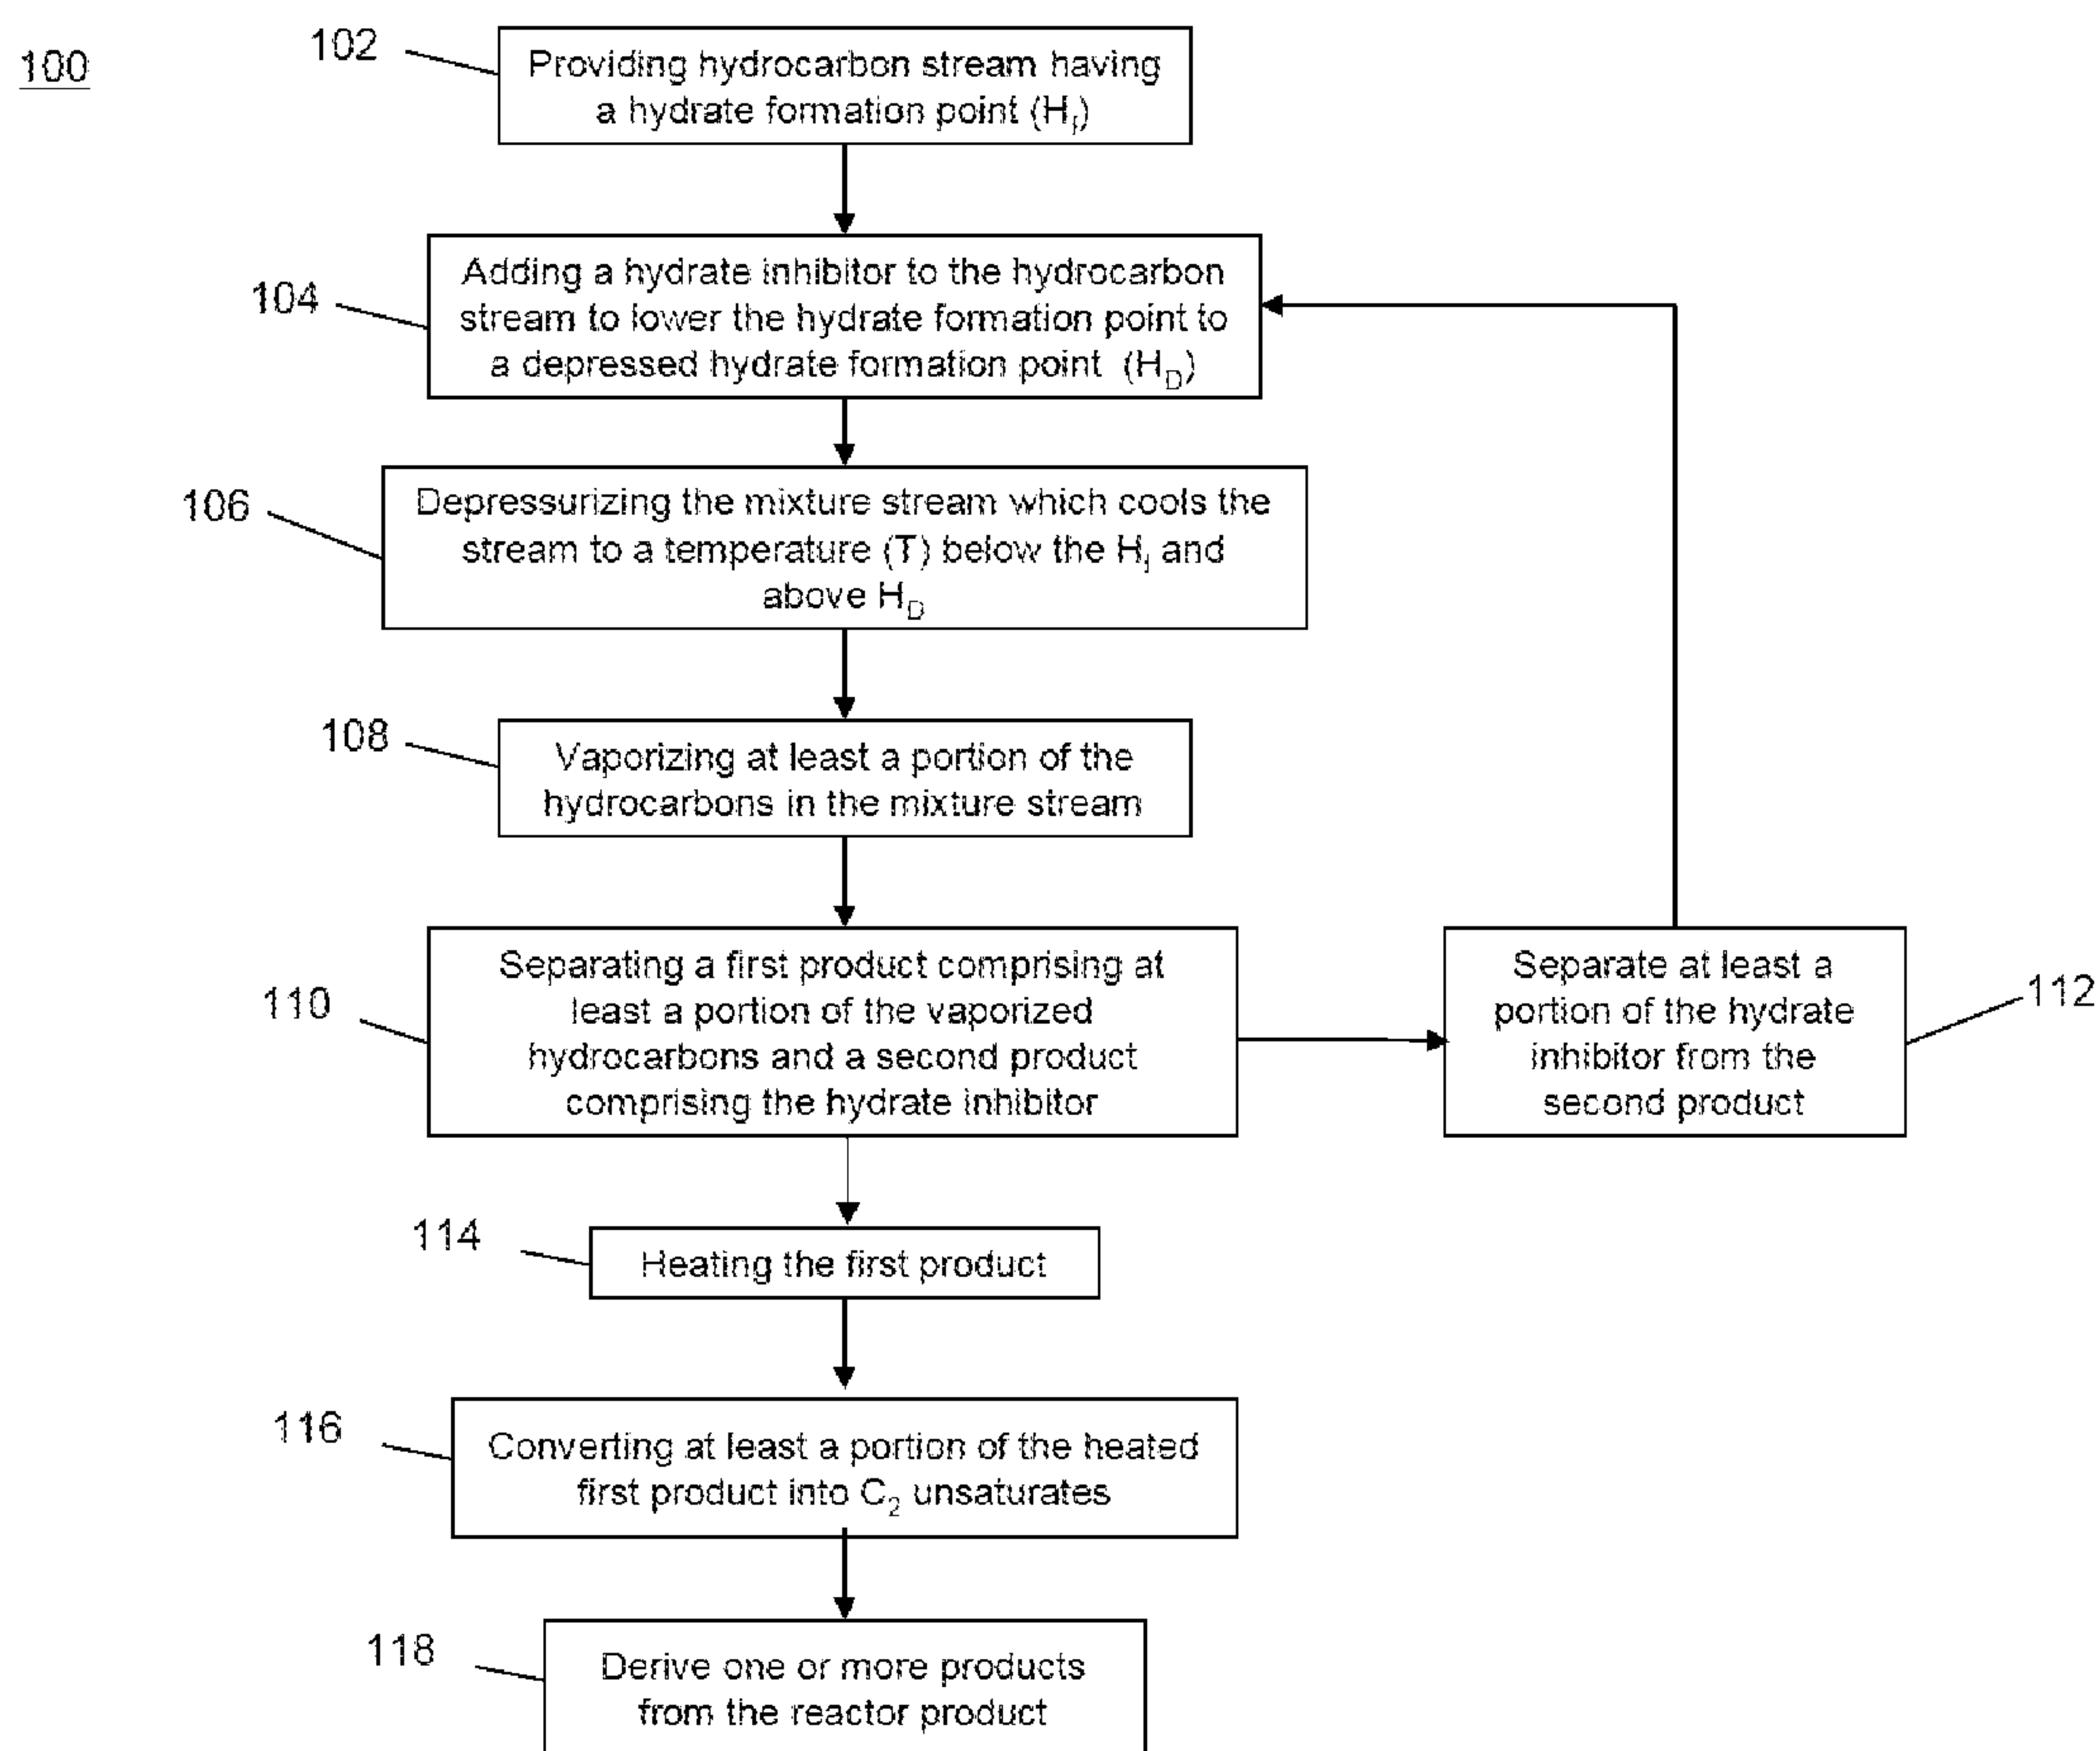 100
102
Providing hydrocarbon stream having
a hydrate formation point (Hf)
104
Adding a hydrate inhibitor to the hydrocarbon
stream to lower the hydrate formation point to
a depressed hydrate formation point (HD)
106
Depressurizing the mixture stream which cools the
stream to a temperature (T) below the Hf and
above HD
108
Vaporizing at least a portion of the
hydrocarbons in the mixture stream
110
Separating a first product comprising at
least a portion of the vaporized
hydrocarbons and a second product
comprising the hydrate inhibitor
Separate at least a
portion of the hydrate
inhibitor from the
second product
112
114
Heating the first product
116
Converting at least a portion of the heated
first product into C2 unsaturates
118
Derive one or more products
from the reactor product